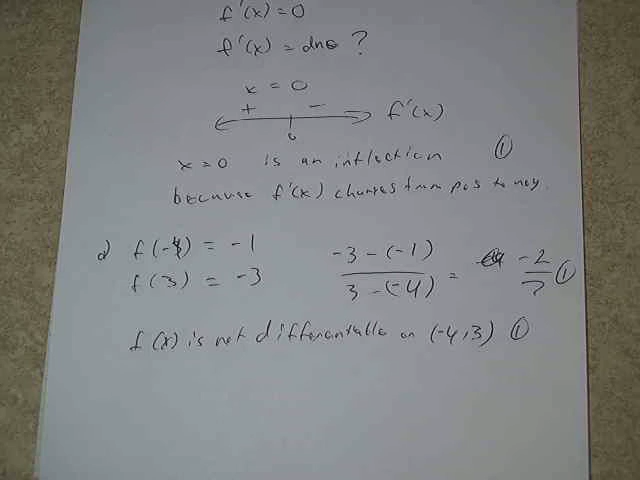 f'(x) = 0
f'(x) = dne ?
x = 0
+ − f'(x)
0
x = 0 is an inflection ①
because f'(x) changes from pos to neg.
d) f(-4) = -1
f(3) = -3
-3 - (-1) / 3 - (-4) = -2/7 ①
f(x) is not differentable on (-4,3) ①